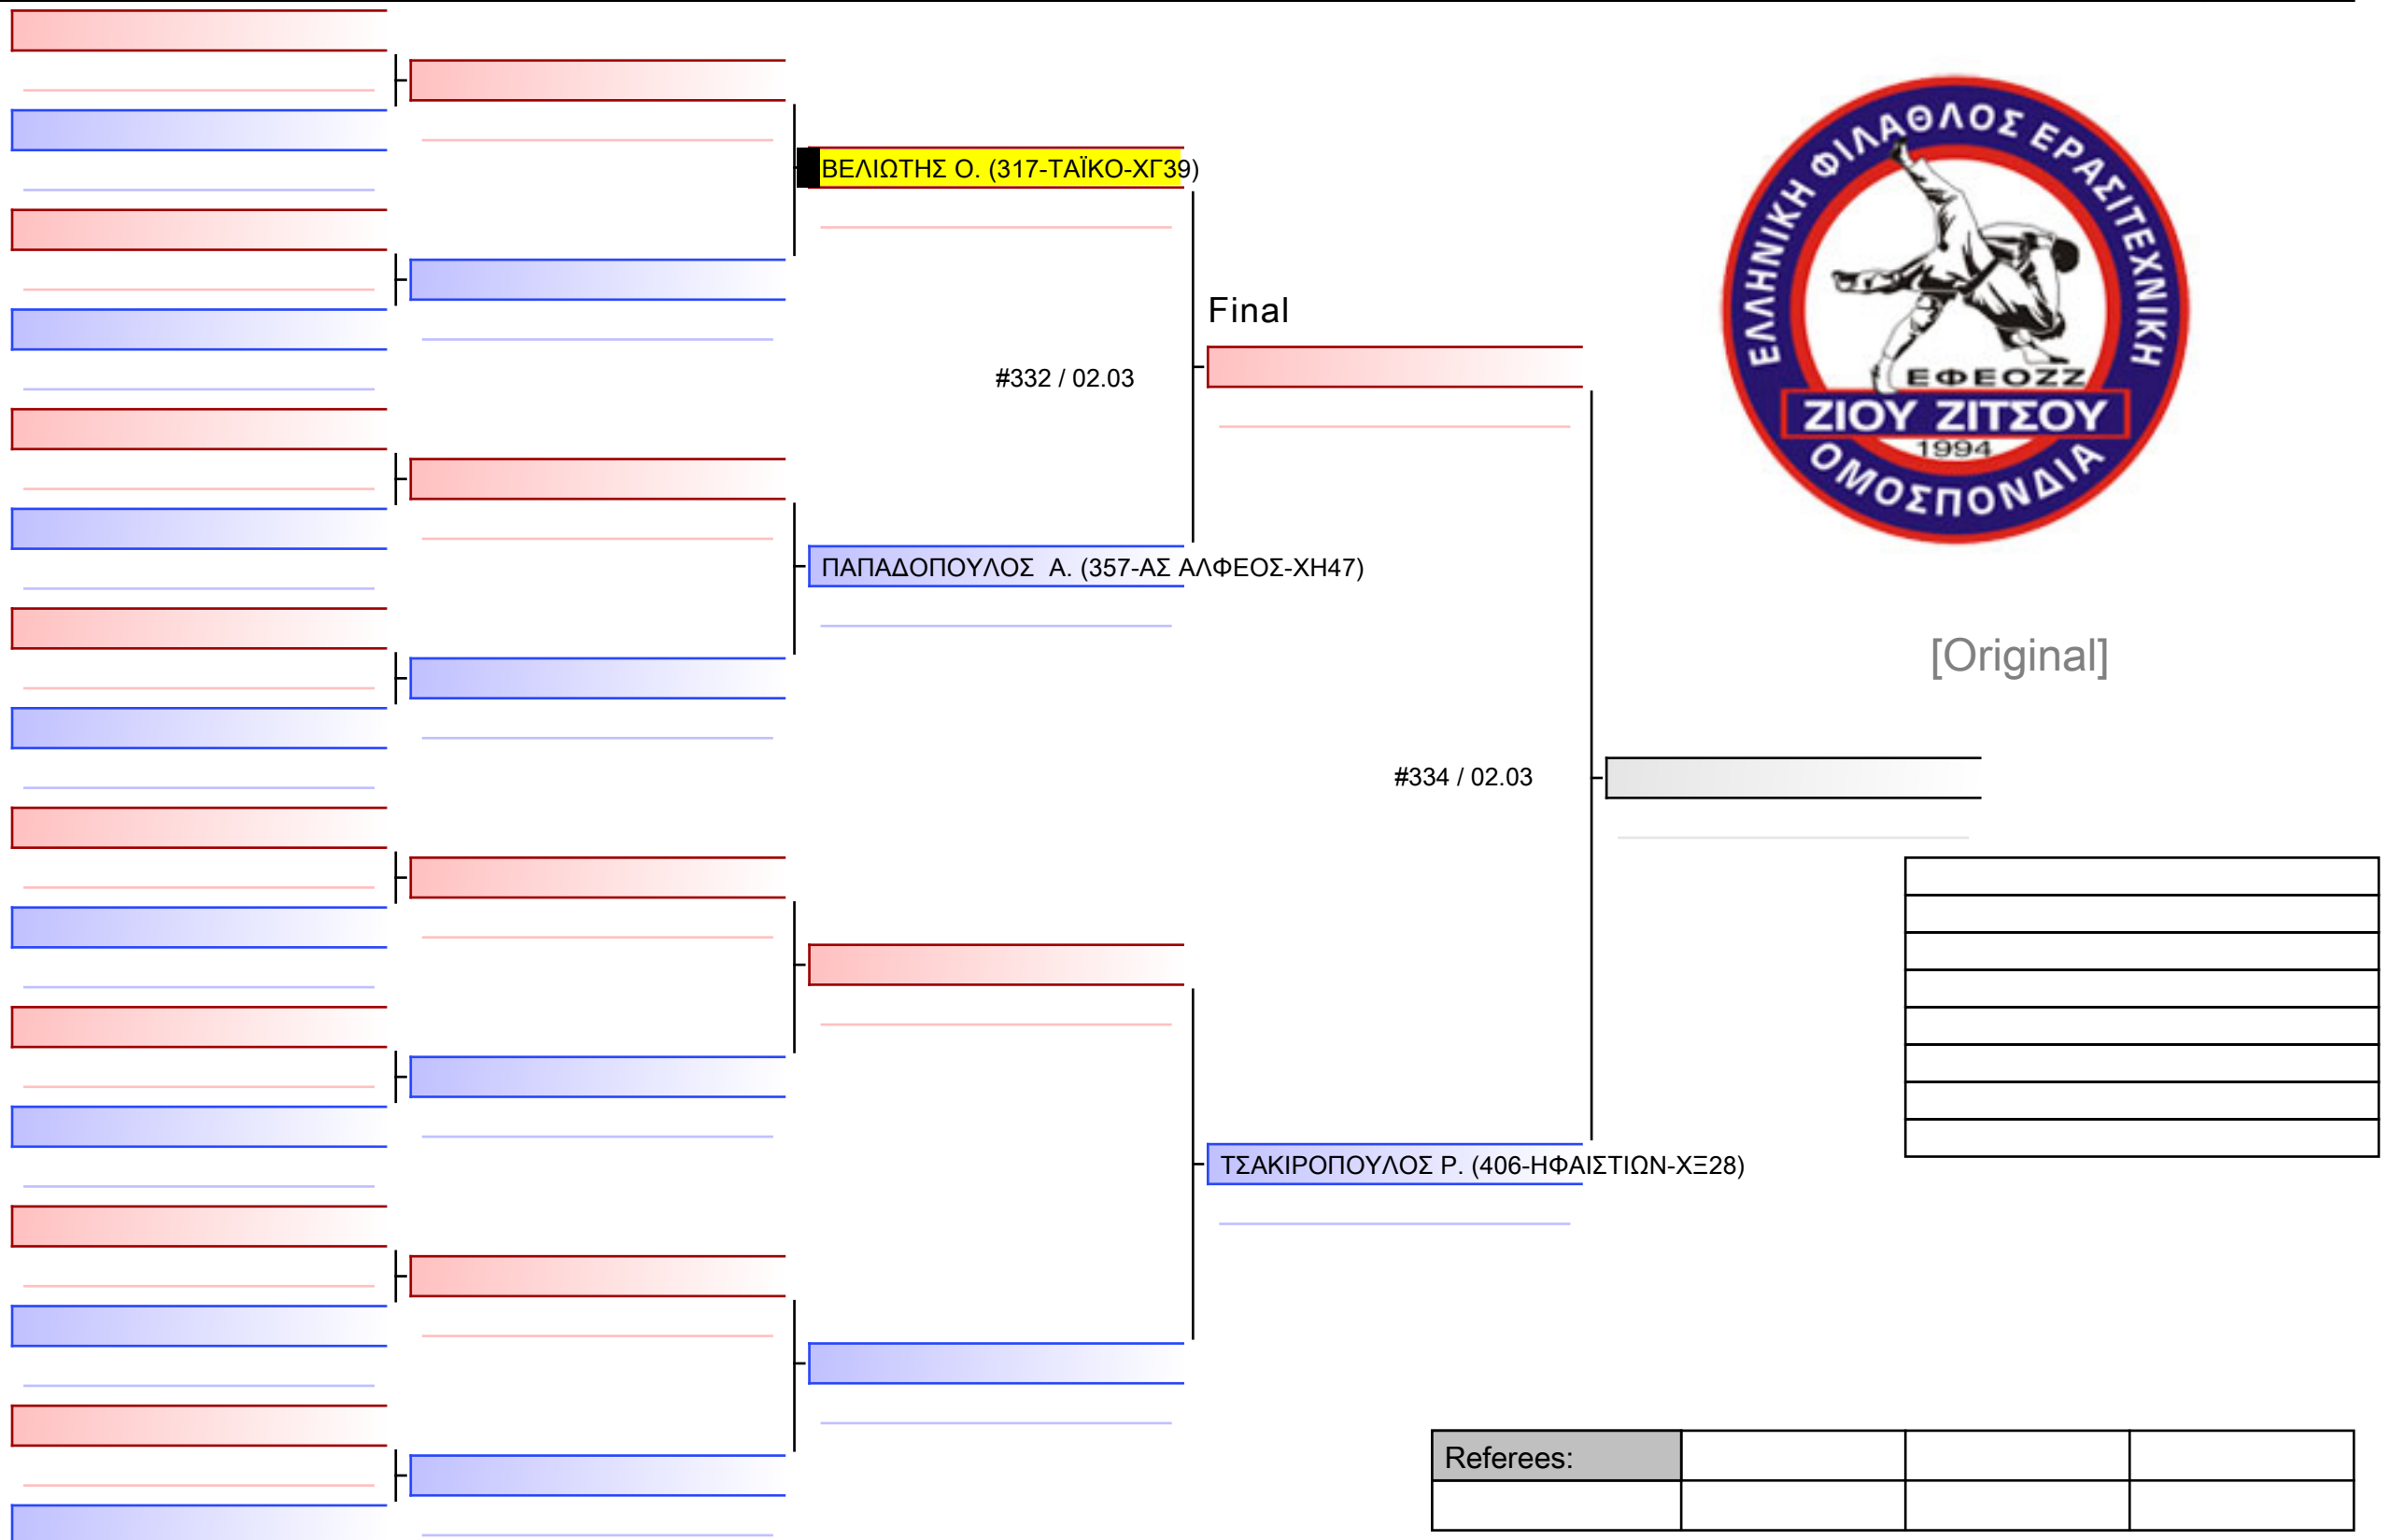 ΒΕΛΙΩΤΗΣ Ο. (317-ΤΑΪΚΟ-ΧΓ39)
Final
#332 / 02.03
ΠΑΠΑΔΟΠΟΥΛΟΣ Α. (357-ΑΣ ΑΛΦΕΟΣ-ΧΗ47)
ΕΛΛΗΝΙΚΗ ΦΙΛΑΘΛΟΣ ΕΡΑΣΙΤΕΧΝΙΚΗ
ΕΦΕΟΖΖ
ΖΙΟΥ ΖΙΤΣΟΥ
1994
ΟΜΟΣΠΟΝΔΙΑ
[Original]
#334 / 02.03
ΤΣΑΚΙΡΟΠΟΥΛΟΣ Ρ. (406-ΗΦΑΙΣΤΙΩΝ-ΧΞ28)
Referees: